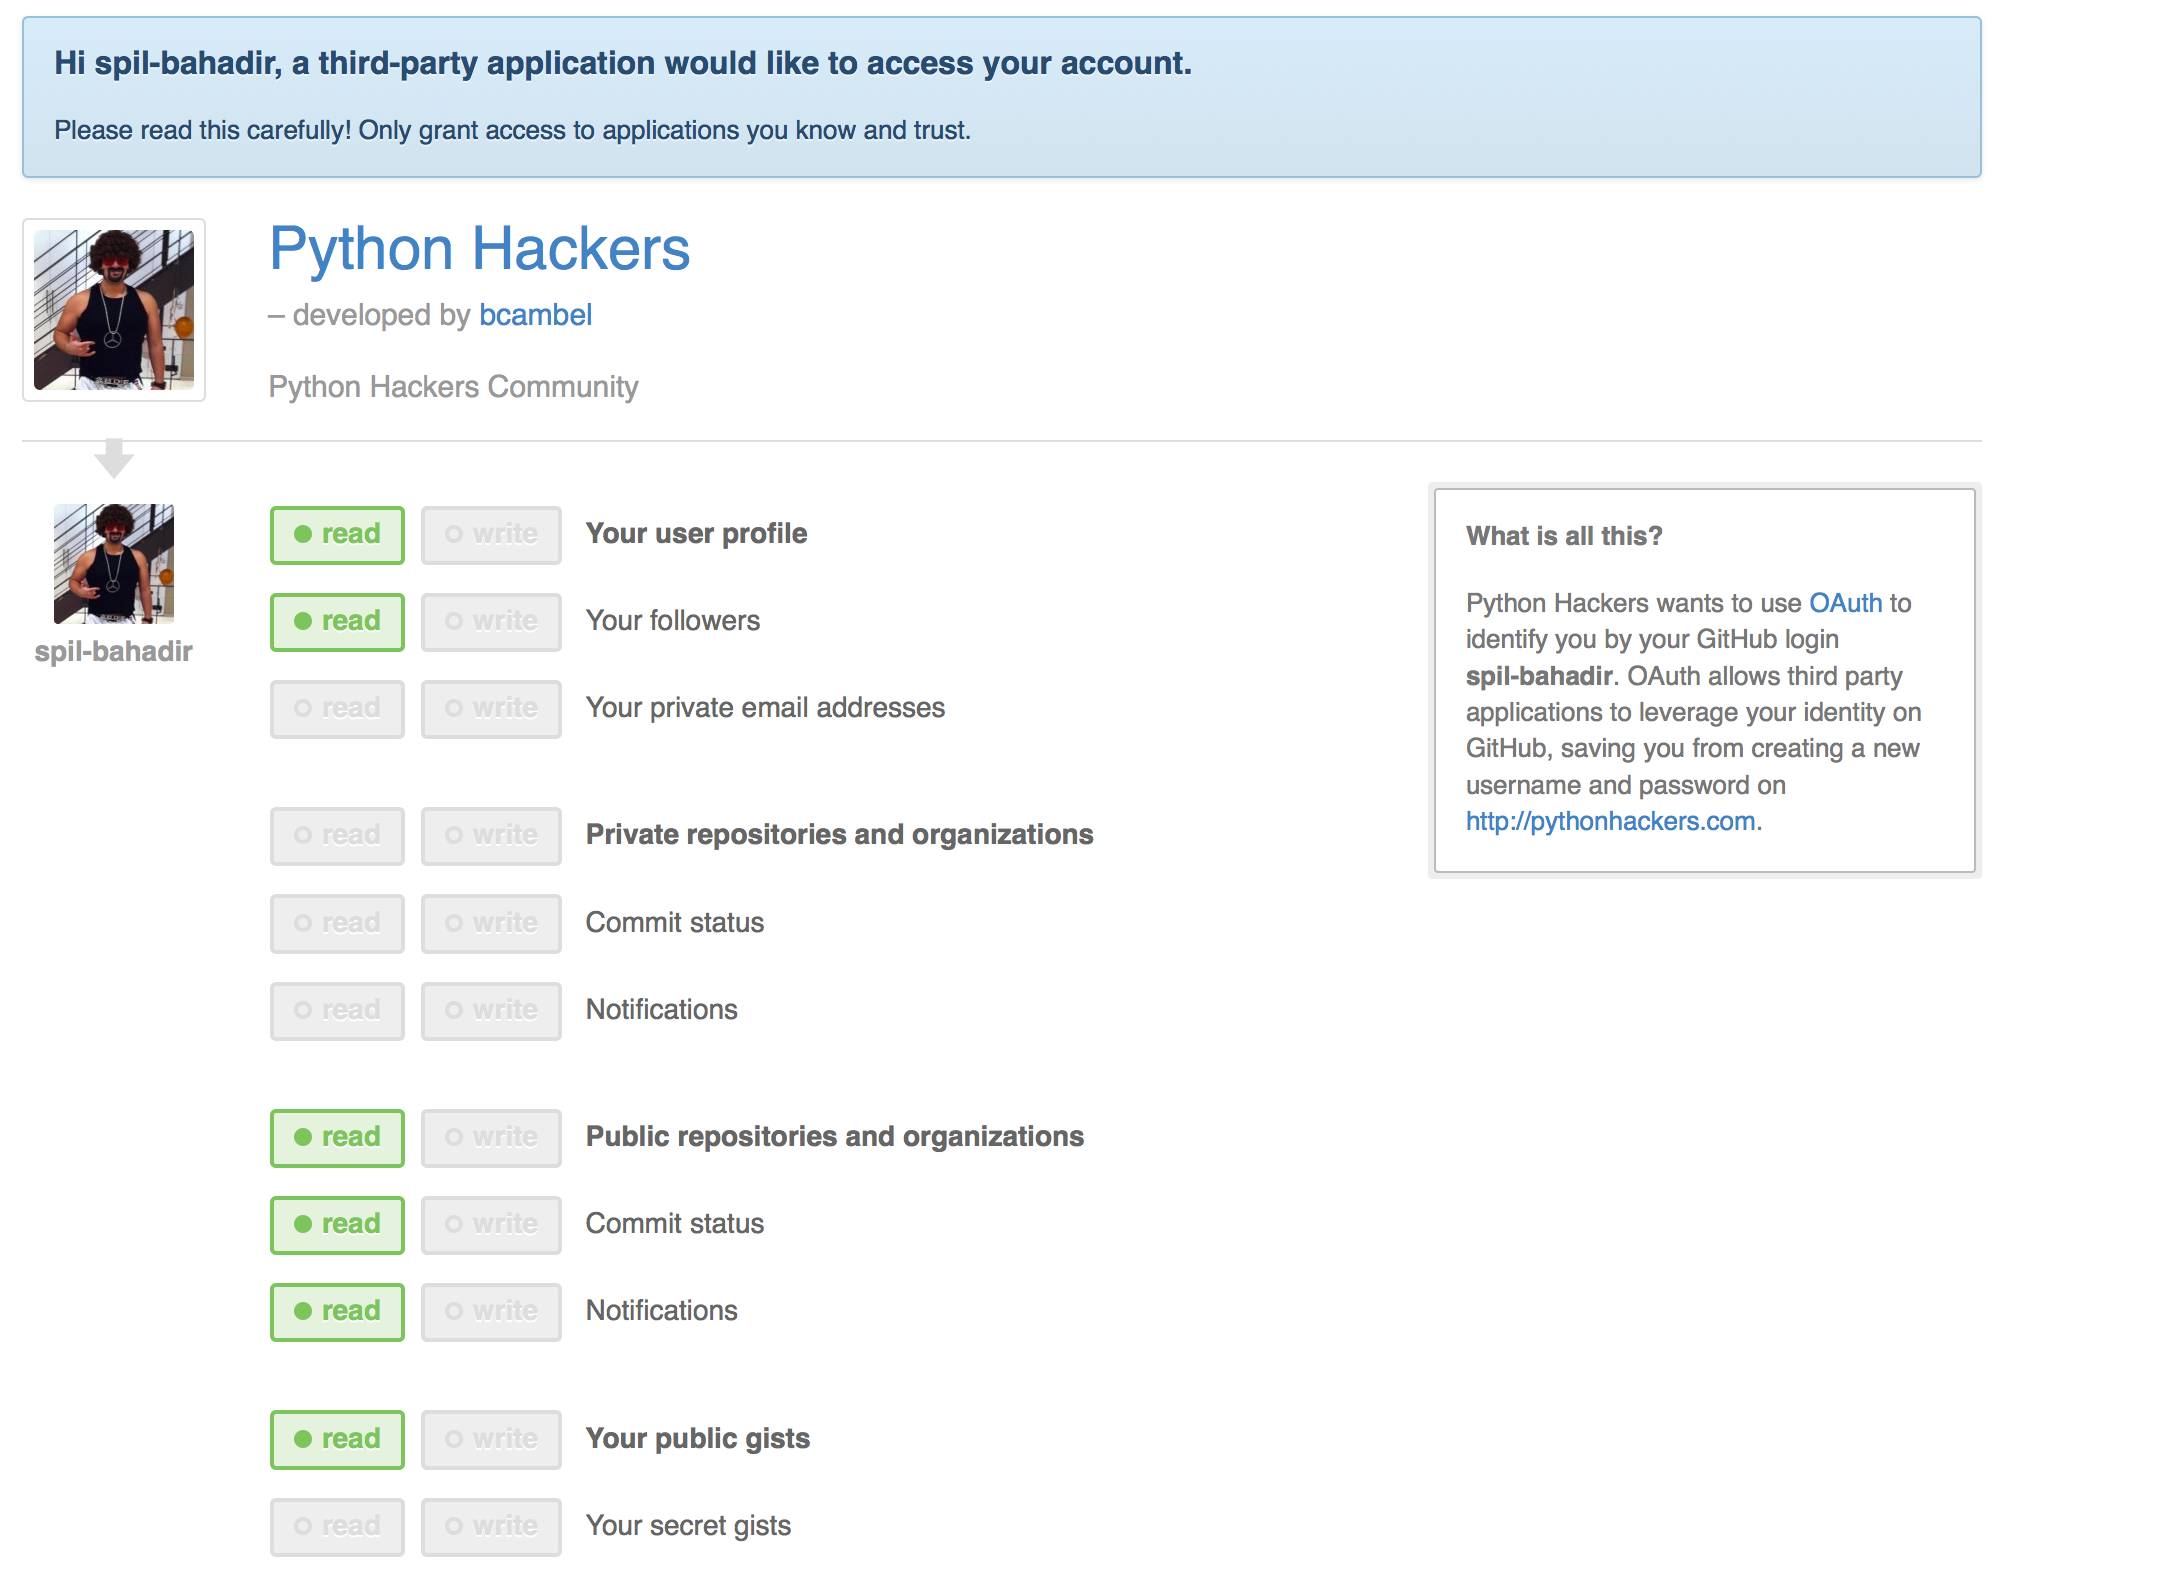 Hi spil-bahadir, a third-party application would like to access your account.
Please read this carefully! Only grant access to applications you know and trust.
Python Hackers
– developed by bcambel
Python Hackers Community
spil-bahadir
read write Your user profile
read write Your followers
read write Your private email addresses
read write Private repositories and organizations
read write Commit status
read write Notifications
read write Public repositories and organizations
read write Commit status
read write Notifications
read write Your public gists
read write Your secret gists
What is all this?
Python Hackers wants to use OAuth to
identify you by your GitHub login
spil-bahadir. OAuth allows third party
applications to leverage your identity on
GitHub, saving you from creating a new
username and password on
http://pythonhackers.com.